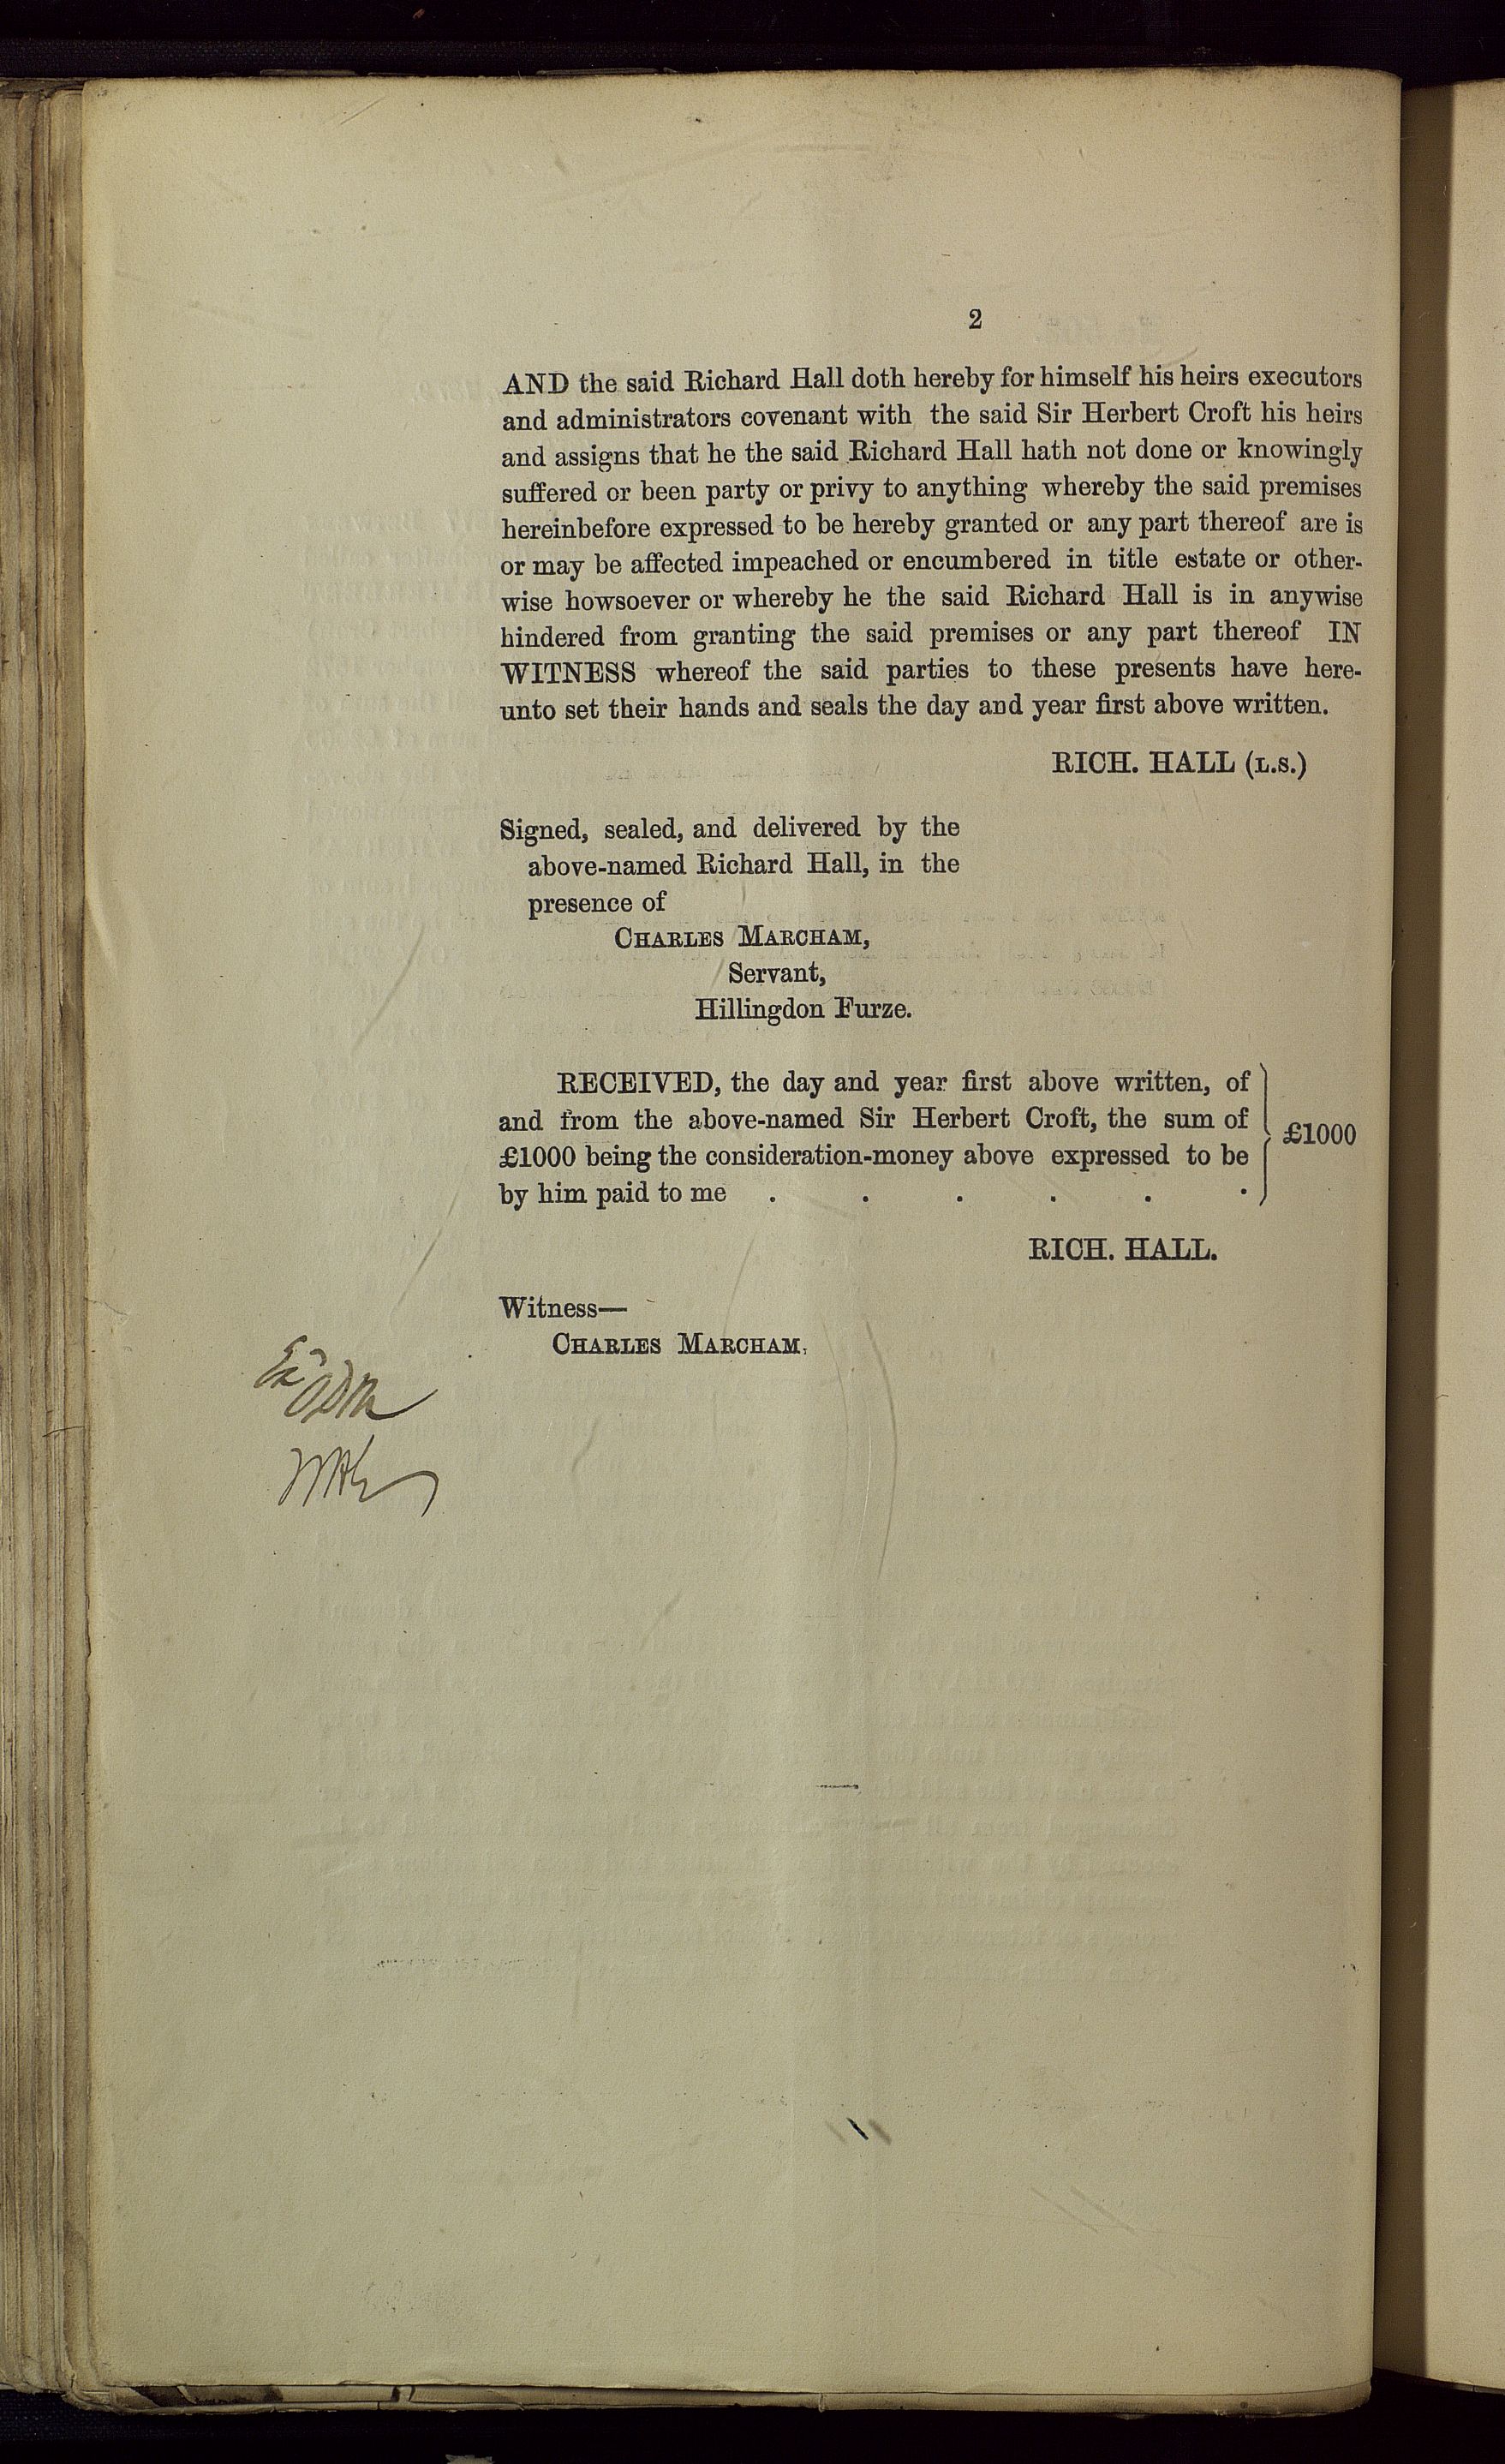 2
AND the said Richard Hall doth hereby for himself his heirs executors
and administrators covenant with the said Sir Herbert Croft his heirs
and assigns that he the said Richard Hall hath not done or knowingly
suffered or been party or privy to anything whereby the said premises
hereinbefore expressed to be hereby granted or any part thereof are is
or may be affected impeached or encumbered in title estate or other-
wise howsoever or whereby he the said Richard Hall is in anywise
hindered from granting the said premises or any part thereof IN
WITNESS whereof the said parties to these presents have here-
unto set their hands and seals the day and year first above written.
RICH. HALL (L.S.)
Signed, sealed, and delivered by the
above-named Richard Hall, in the
presence of
CHARLES MARCHAM,
Servant,
Hillingdon Furze.
RECEIVED, the day and year first above written, of
and from the above-named Sir Herbert Croft, the sum of
£1000 being the consideration-money above expressed to be
by him paid to me . . . . . .
£1000
RICH. HALL.
Witness—
CHARLES MARCHAM.